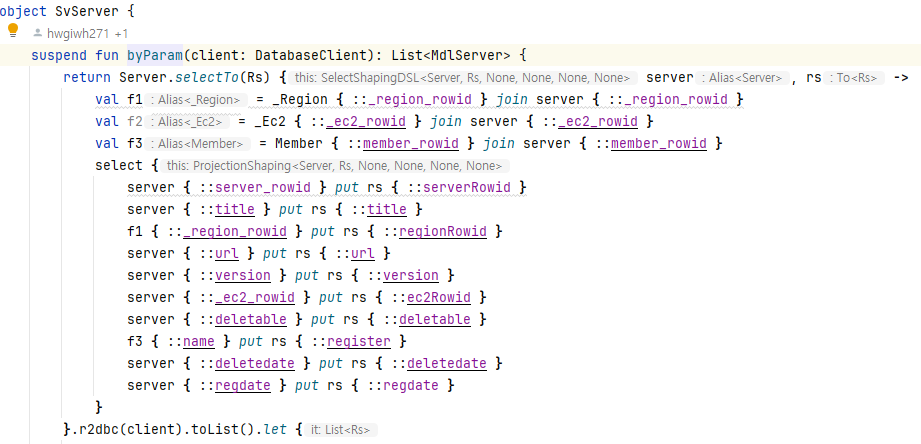 object SvServer {
hwgiwh271 +1
suspend fun byParam(client: DatabaseClient): List<MdlServer> {
return Server.selectTo(Rs) { this: SelectShapingDSL<Server, Rs, None, None, None, None> server : Alias<Server> , rs : To<Rs> ->
val f1 : Alias<_Region> = _Region { ::_region_rowid } join server { ::_region_rowid }
val f2 : Alias<_Ec2> = _Ec2 { ::_ec2_rowid } join server { ::_ec2_rowid }
val f3 : Alias<Member> = Member { ::member_rowid } join server { ::member_rowid }
select { this: ProjectionShaping<Server, Rs, None, None, None, None>
server { ::server_rowid } put rs { ::serverRowid }
server { ::title } put rs { ::title }
f1 { ::_region_rowid } put rs { ::regionRowid }
server { ::url } put rs { ::url }
server { ::version } put rs { ::version }
server { ::_ec2_rowid } put rs { ::ec2Rowid }
server { ::deletable } put rs { ::deletable }
f3 { ::name } put rs { ::register }
server { ::deletedate } put rs { ::deletedate }
server { ::regdate } put rs { ::regdate }
}
}.r2dbc(client).toList().let { it: List<Rs>